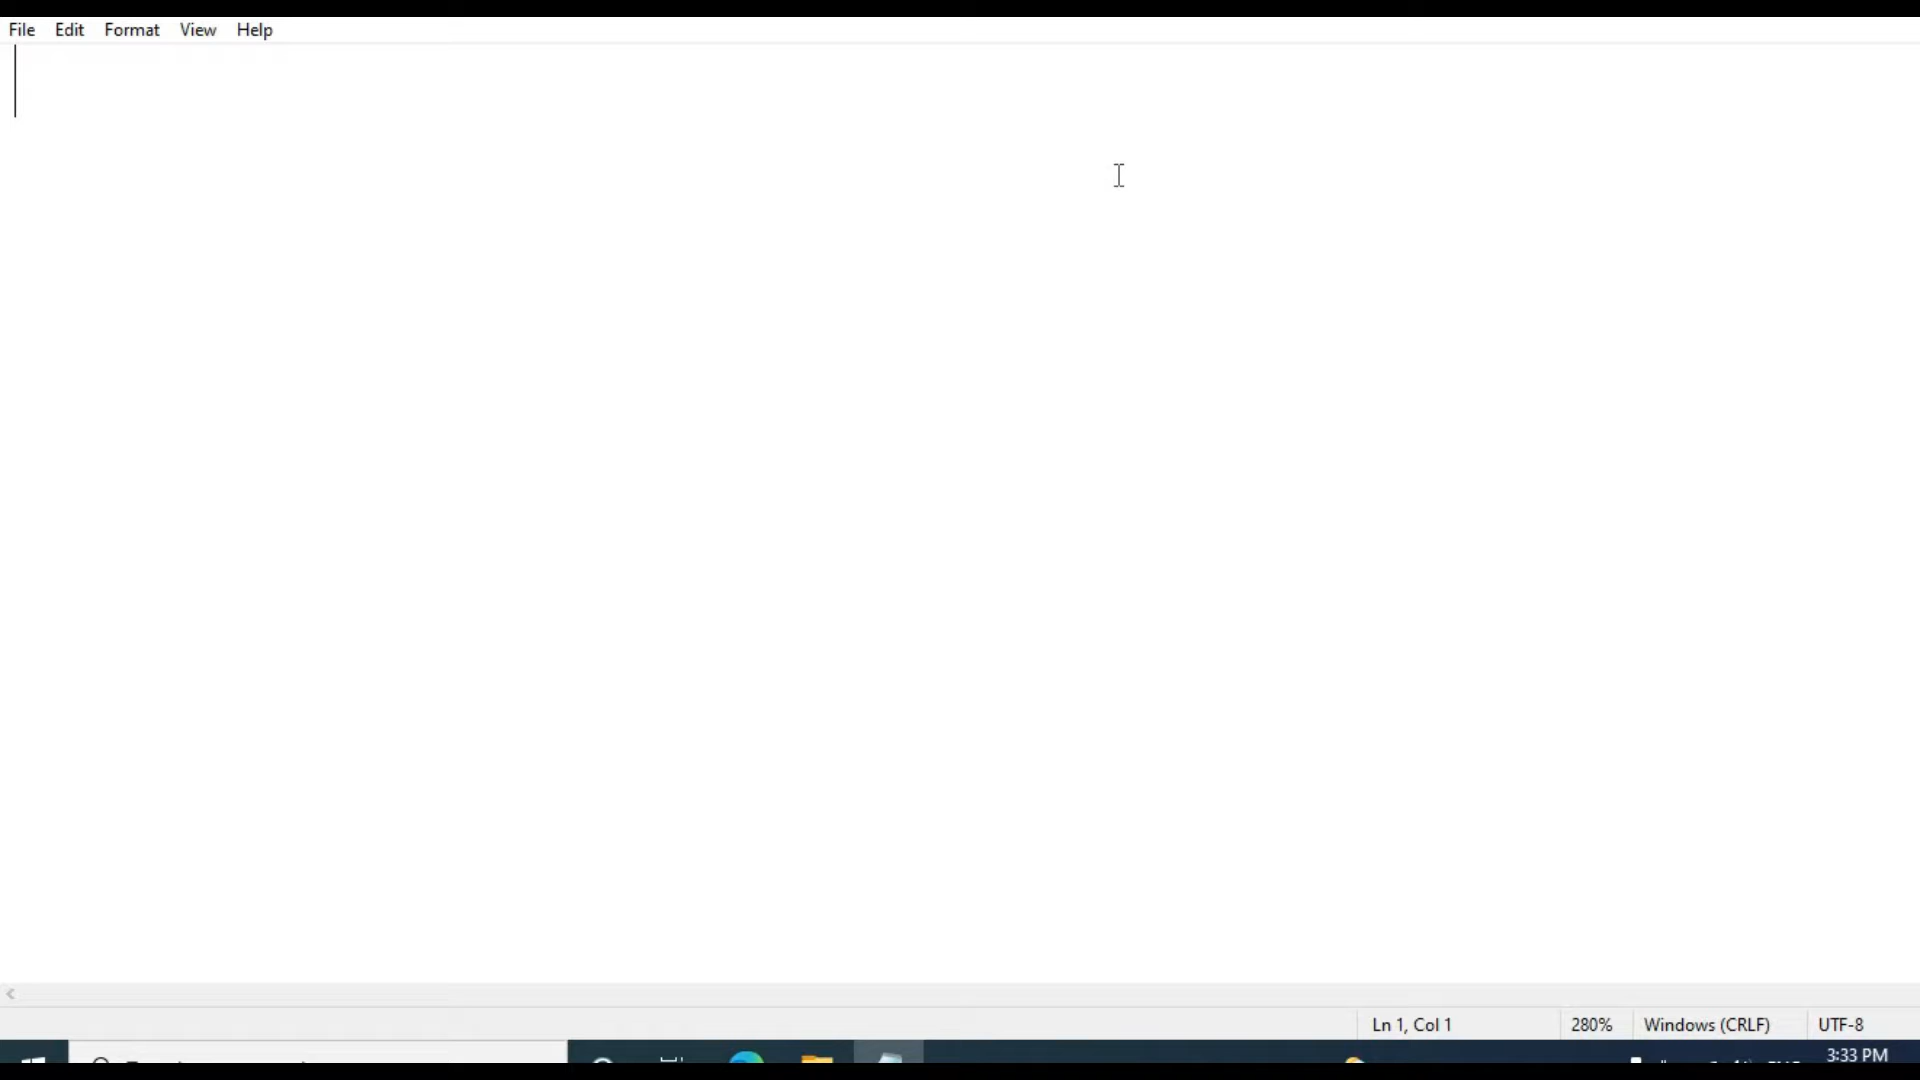 File Edit Format View Help
Ln 1, Col 1 280% Windows (CRLF) UTF-8
3:33 PM